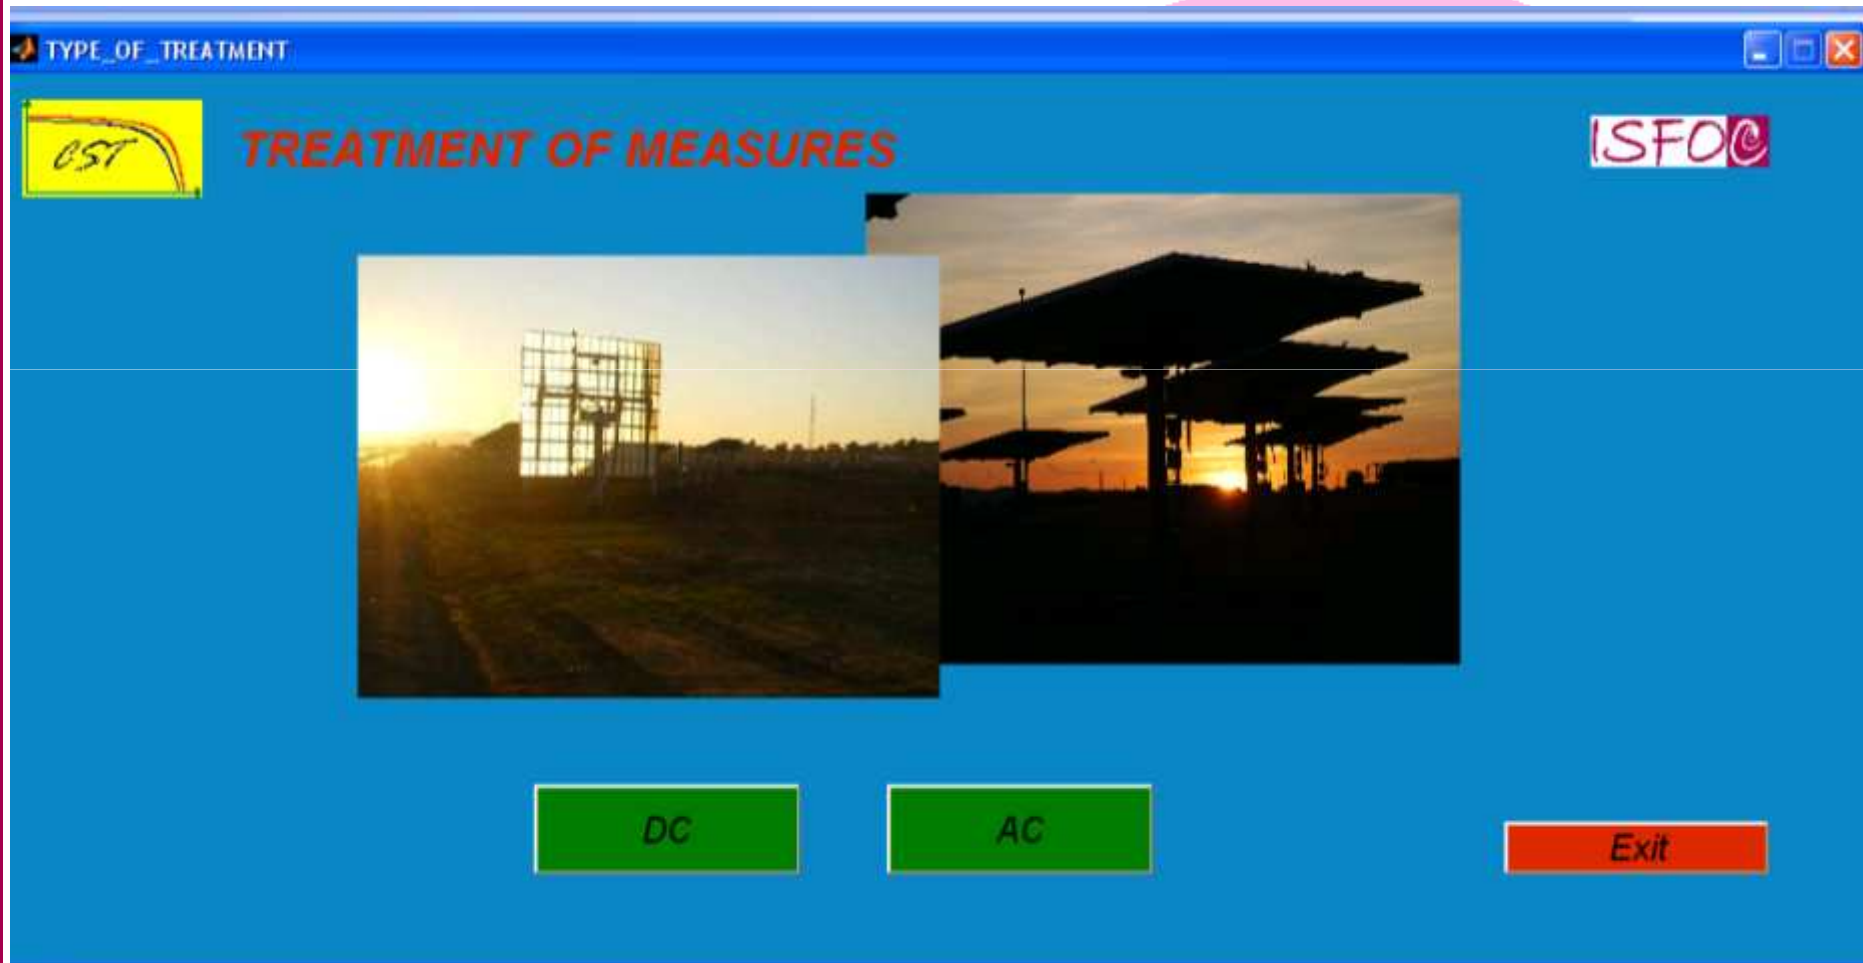 TYPE_OF_TREATMENT
CST
TREATMENT OF MEASURES
ISFOC
DC
AC
Exit